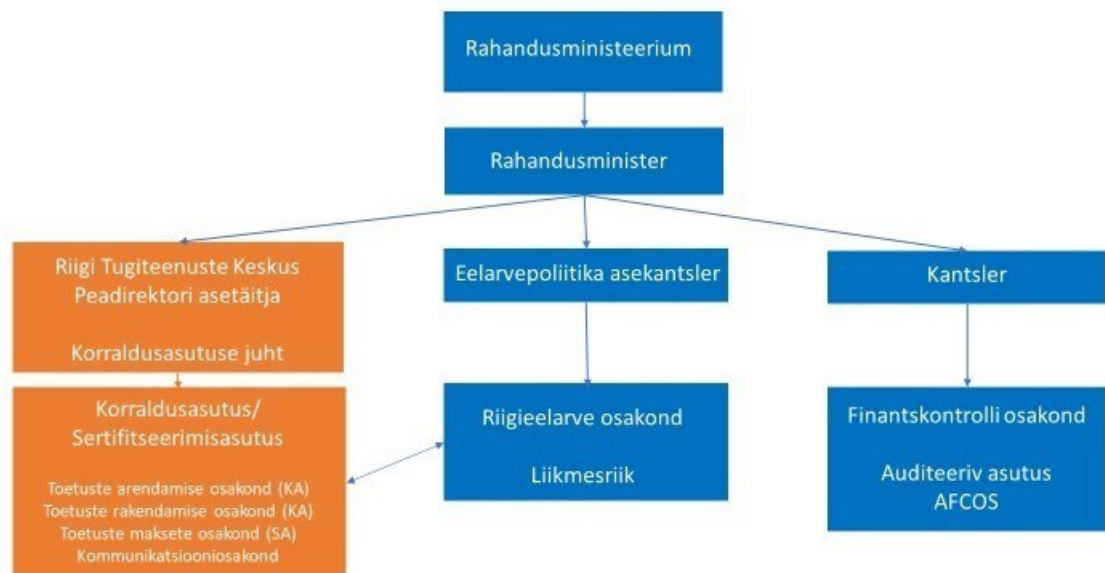 Rahandusministeerium
Rahandusminister
Riigi Tugiteenuste Keskus
Peadirektori asetäitja
Korraldusasutuse juht
Eelarvepoliitika asekantsler
Kantsler
Korraldusasutus/
Sertifitseerimisasutus
Toetuste arendamise osakond (KA)
Toetuste rakendamise osakond (KA)
Toetuste maksete osakond (SA)
Kommunikatsiooniosakond
Riigieelarve osakond
Liikmesriik
Finantskontrolli osakond
Auditeeriv asutus
AFCOS